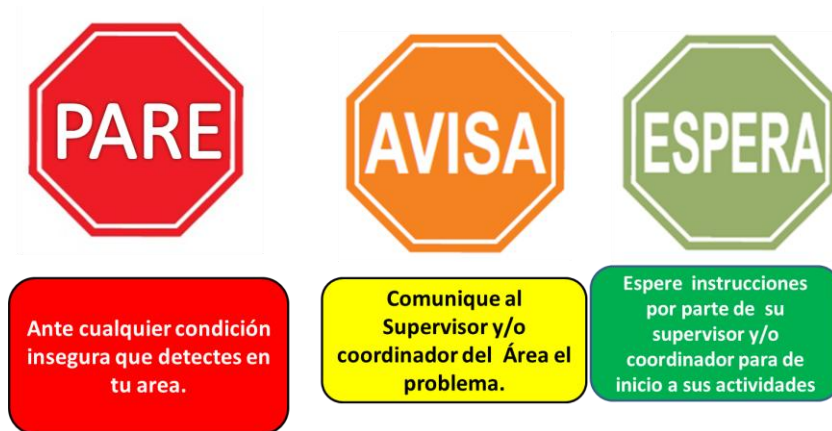 PARE
AVISA
ESPERA
Ante cualquier condición
insegura que detectes en
tu area.
Comunique al
Supervisor y/o
coordinador del Área el
problema.
Espere instrucciones
por parte de su
supervisor y/o
coordinador para de
inicio a sus actividades